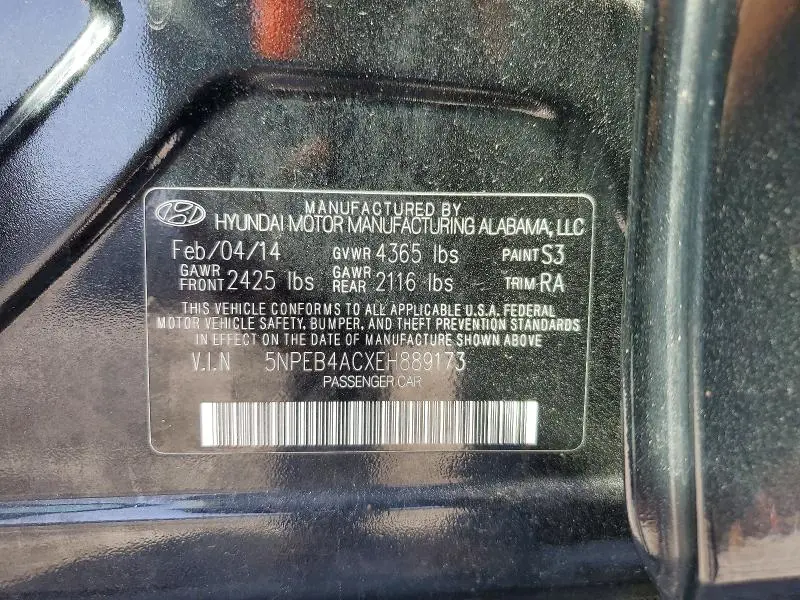 MANUFACTURED BY
HYUNDAI MOTOR MANUFACTURING ALABAMA, LLC
Feb/04/14 GVWR 4365 lbs PAINT S3
GAWR FRONT 2425 lbs GAWR REAR 2116 lbs TRIM RA
THIS VEHICLE CONFORMS TO ALL APPLICABLE U.S.A. FEDERAL
MOTOR VEHICLE SAFETY, BUMPER, AND THEFT PREVENTION STANDARDS
IN EFFECT ON THE DATE OF MANUFACTURE SHOWN ABOVE
V.I.N 5NPEB4ACXEH889173
PASSENGER CAR